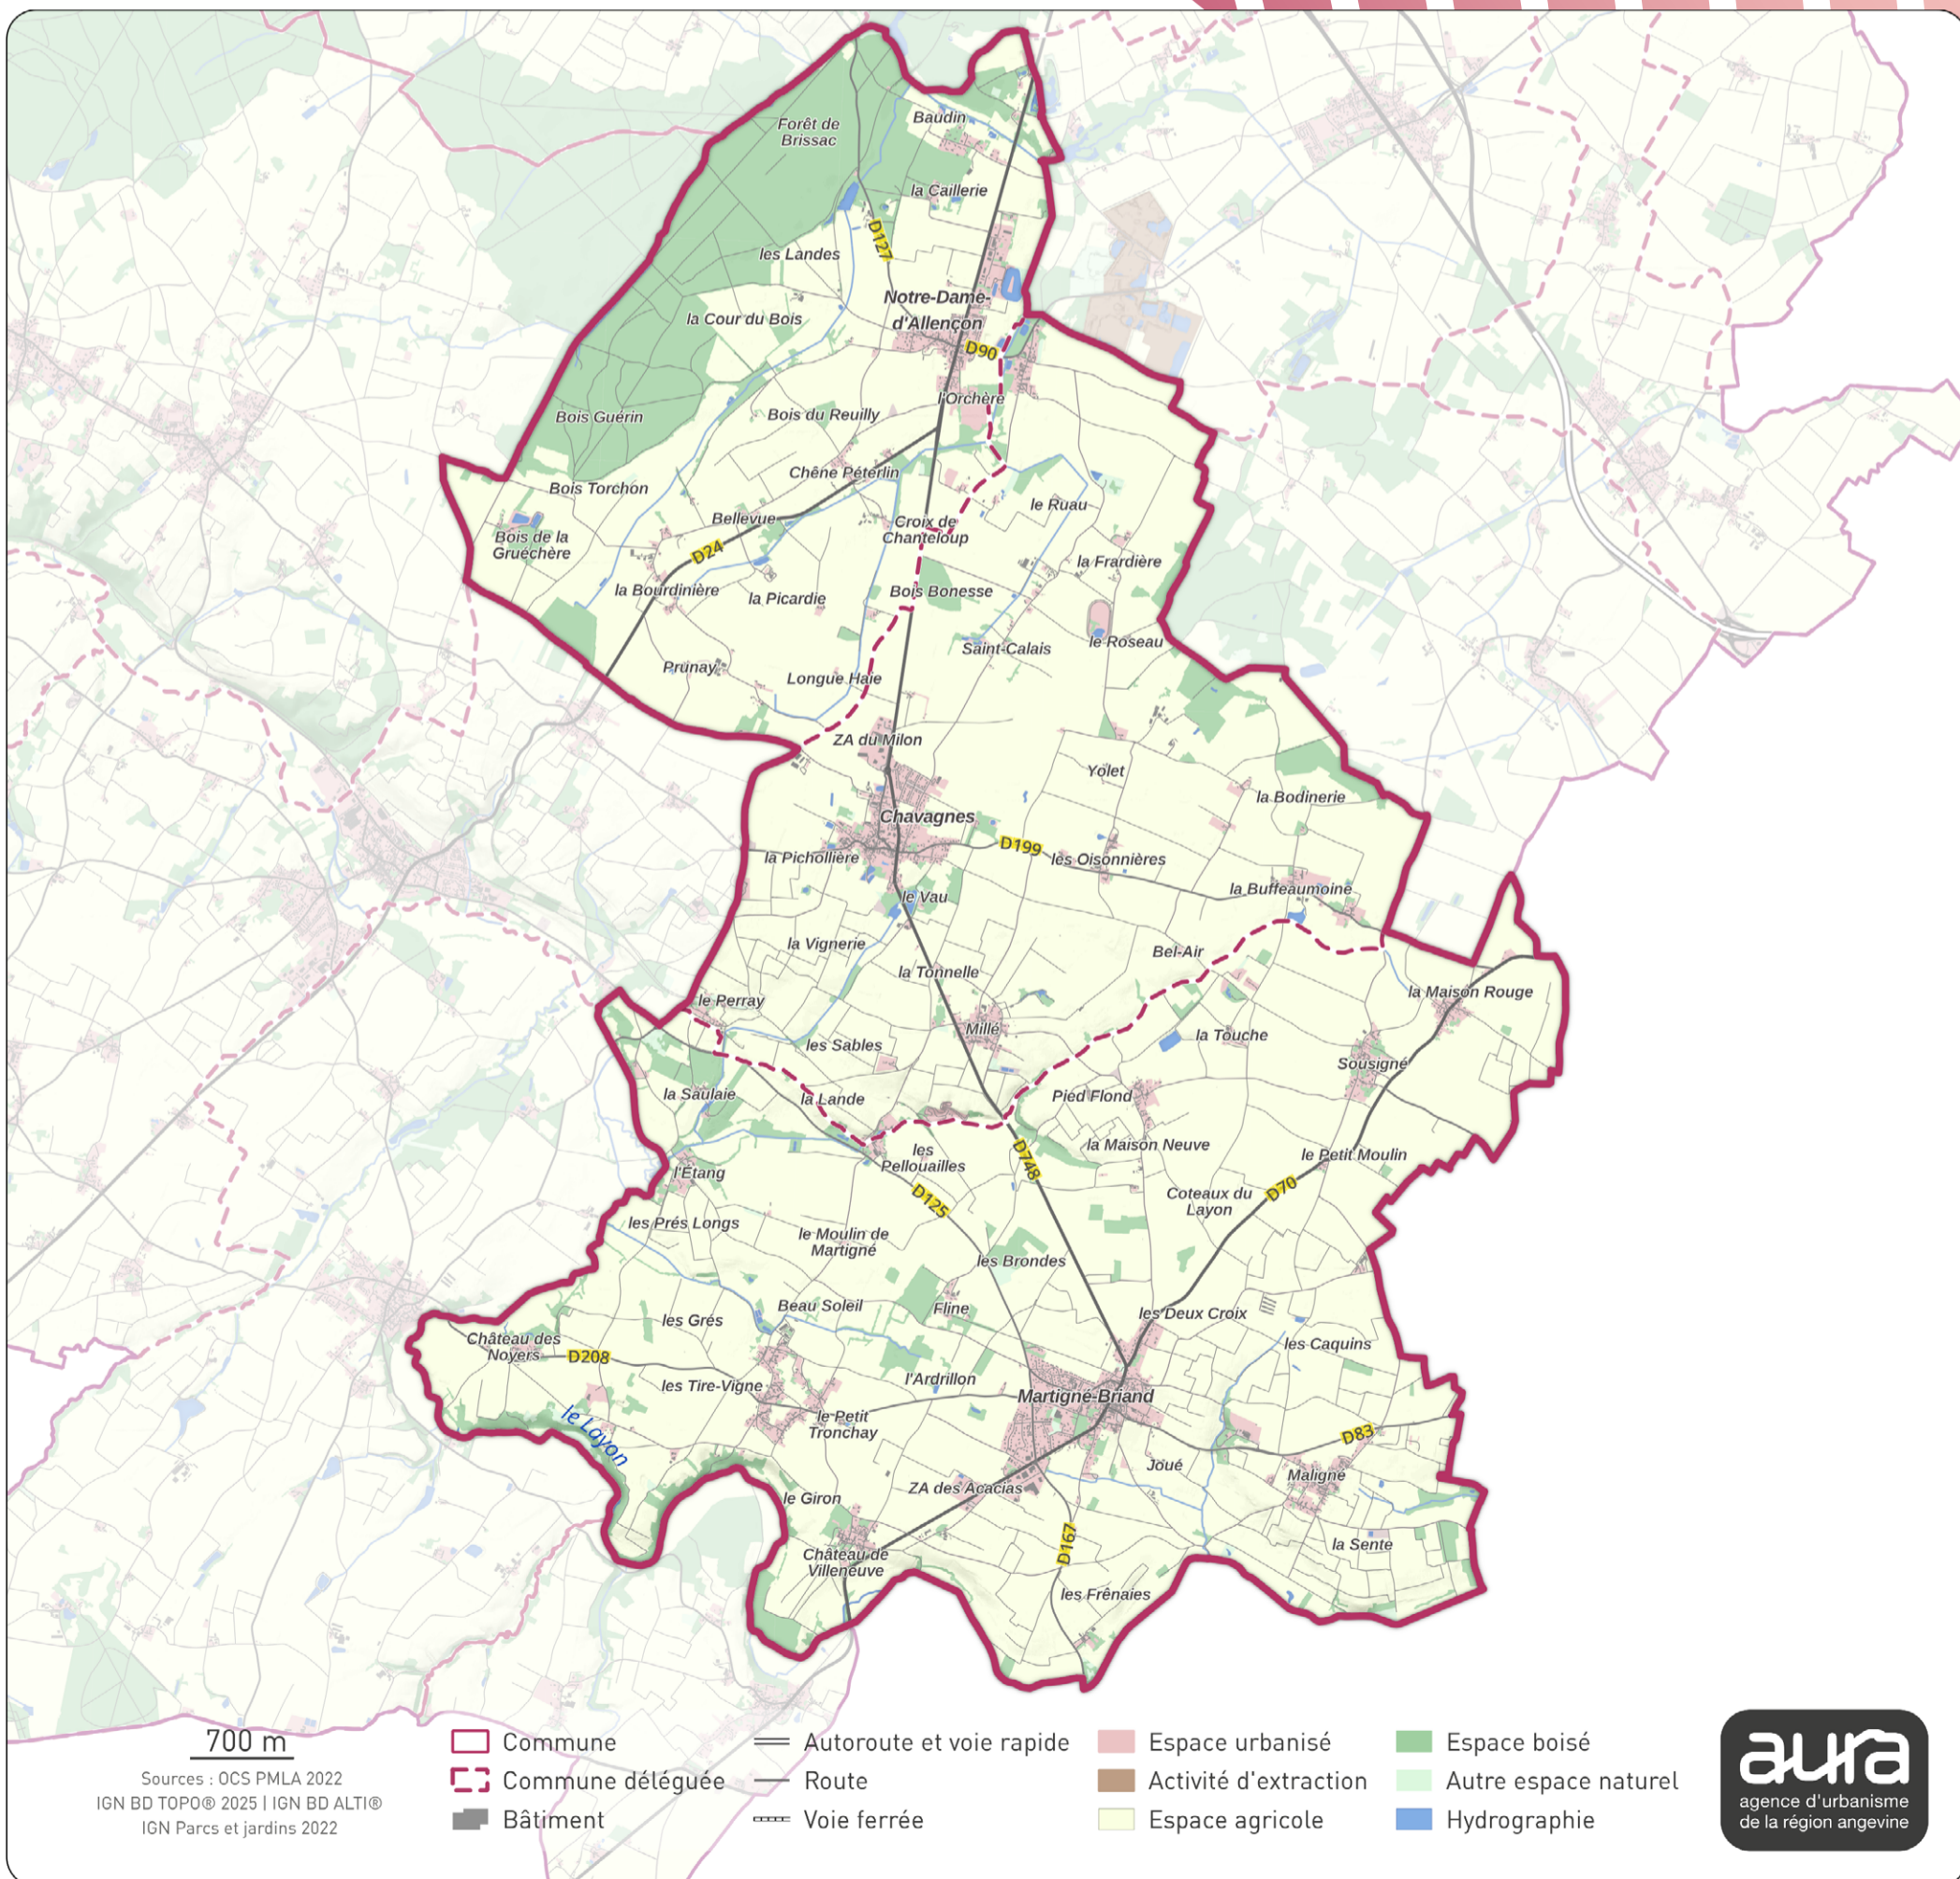 Forêt de
Brissac
Baudin
la Caillerie
D127
les Landes
Notre-Dame-
d'Allençon
la Cour du Bois
D90
l'Orchère
Bois Guérin
Bois du Reuilly
Chêne Péterlin
Bois Torchon
le Ruau
Bellevue
Croix de
Chanteloup
Bois de la
Gruéchère
D24
la Frardière
la Bourdinière
la Picardie
Bois Bonesse
Saint-Calais
le Roseau
Prunay
Longue Haie
ZA du Milon
Yolet
la Bodinerie
Chavagnes
D199
la Pichollière
les Oisonnières
la Buffeaumoine
le Vau
la Vignerie
Bel-Air
la Tonnelle
la Maison Rouge
le Perray
Millé
la Touche
les Sables
Sousigné
la Saulaie
la Lande
Pied Flond
les
Pellouailles
D748
la Maison Neuve
le Petit Moulin
l'Étang
D125
Coteaux du
Layon
D70
les Prés Longs
le Moulin de
Martigné
les Brondes
Beau Soleil
Fline
les Deux Croix
les Grés
Château des
Noyers
D208
les Caquins
les Tire-Vigne
l'Ardrillon
Martigné-Briand
le Layon
le Petit
Tronchay
D83
Joué
Maligné
ZA des Acacias
le Giron
D167
la Sente
Château de
Villeneuve
les Frênaies
700 m
Sources : OCS PMLA 2022
IGN BD TOPO® 2025 | IGN BD ALTI®
IGN Parcs et jardins 2022
Commune
Commune déléguée
Bâtiment
Autoroute et voie rapide
Route
Voie ferrée
Espace urbanisé
Activité d'extraction
Espace agricole
Espace boisé
Autre espace naturel
Hydrographie
aura
agence d'urbanisme
de la région angevine